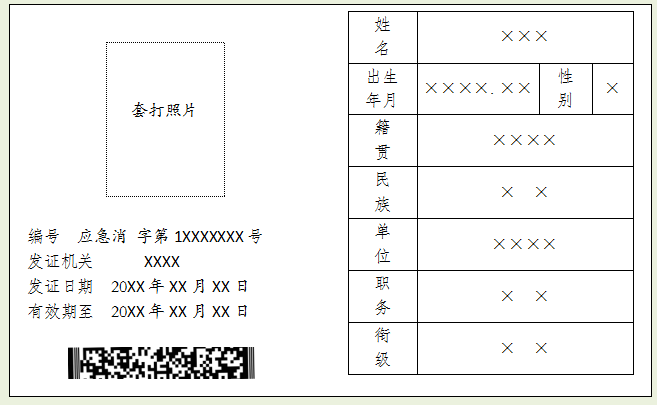 套打照片
编号 应急消 字第 1XXXXXXX 号
发证机关 XXXX
发证日期 20XX 年 XX 月 XX 日
有效期至 20XX 年 XX 月 XX 日
姓名 ×××
出生年月 ××××.×× 性别 ×
籍贯 ××××
民族 × ×
单位 ××××
职务 × ×
衔级 × ×